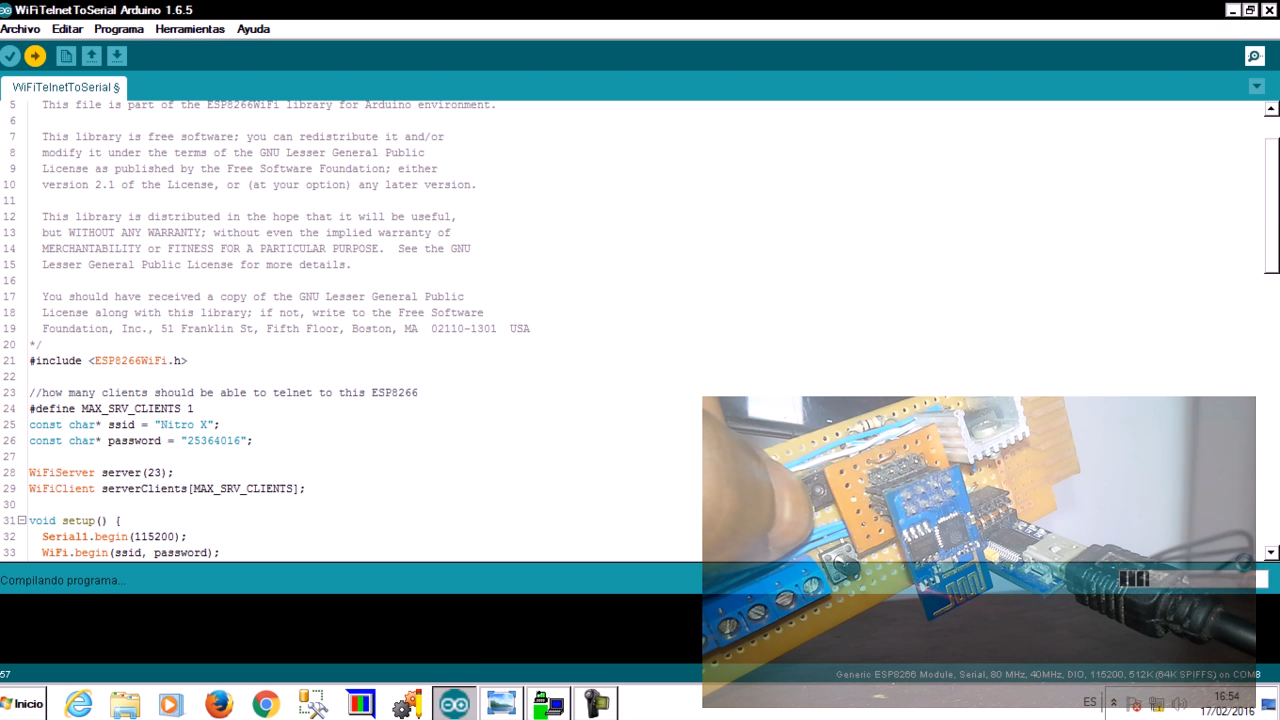 WiFiTelnetToSerial Arduino 1.6.5
Archivo Editar Programa Herramientas Ayuda
WiFiTelnetToSerial §
5 This file is part of the ESP8266WiFi library for Arduino environment.
6
7 This library is free software; you can redistribute it and/or
8 modify it under the terms of the GNU Lesser General Public
9 License as published by the Free Software Foundation; either
10 version 2.1 of the License, or (at your option) any later version.
11
12 This library is distributed in the hope that it will be useful,
13 but WITHOUT ANY WARRANTY; without even the implied warranty of
14 MERCHANTABILITY or FITNESS FOR A PARTICULAR PURPOSE.  See the GNU
15 Lesser General Public License for more details.
16
17 You should have received a copy of the GNU Lesser General Public
18 License along with this library; if not, write to the Free Software
19 Foundation, Inc., 51 Franklin St, Fifth Floor, Boston, MA  02110-1301  USA
20 */
21 #include <ESP8266WiFi.h>
22
23 //how many clients should be able to telnet to this ESP8266
24 #define MAX_SRV_CLIENTS 1
25 const char* ssid = "Nitro X";
26 const char* password = "25364016";
27
28 WiFiServer server(23);
29 WiFiClient serverClients[MAX_SRV_CLIENTS];
30
31 void setup() {
32 Serial1.begin(115200);
33 WiFi.begin(ssid, password);
Compilando programa...
57 Generic ESP8266 Module, Serial, 80 MHz, 40MHz, DIO, 115200, 512K (64K SPIFFS) on COM8
Inicio ES 16:54
17/02/2016